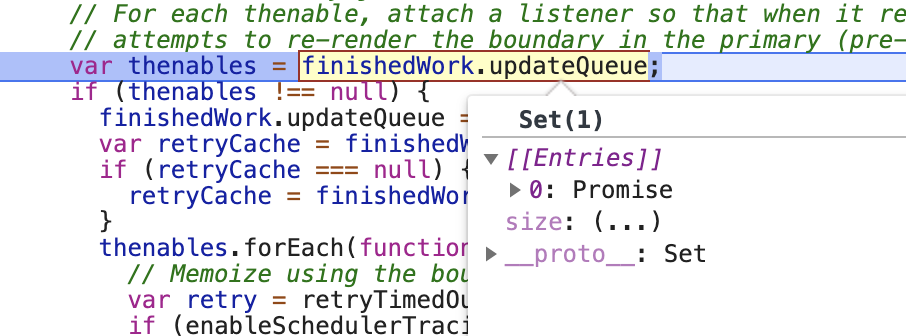 // For each thenable, attach a listener so that when it re
// attempts to re-render the boundary in the primary (pre-
var thenables = finishedWork.updateQueue;
if (thenables !== null) {
finishedWork.updateQueue =
var retryCache = finishedW
if (retryCache === null) {
retryCache = finishedWor
}
thenables.forEach(function
// Memoize using the bou
var retry = retryTimedOu
if (enableSchedulerTraci
Set(1)
[[Entries]]
0: Promise
size: (...)
__proto__: Set